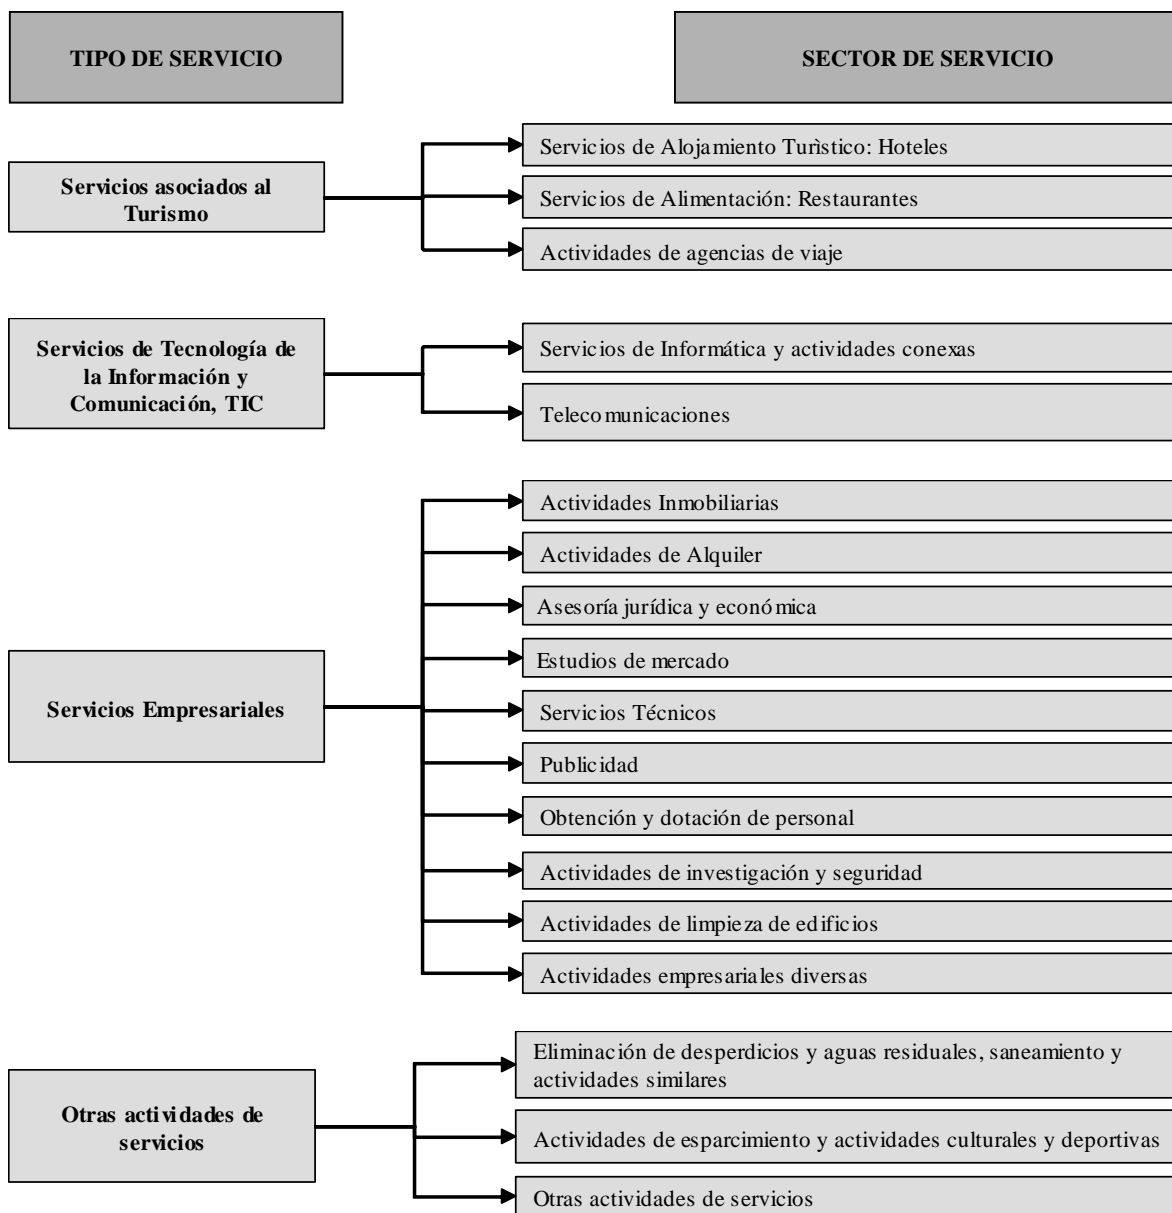 TIPO DE SERVICIO
SECTOR DE SERVICIO
Servicios asociados al
Turismo
Servicios de Alojamiento Turìstico: Hoteles
Servicios de Alimentación: Restaurantes
Actividades de agencias de viaje
Servicios de Tecnología de
la Información y
Comunicación, TIC
Servicios de Informática y actividades conexas
Telecomunicaciones
Servicios Empresariales
Actividades Inmobiliarias
Actividades de Alquiler
Asesoría jurídica y económica
Estudios de mercado
Servicios Técnicos
Publicidad
Obtención y dotación de personal
Actividades de investigación y seguridad
Actividades de limpieza de edificios
Actividades empresariales diversas
Otras actividades de
servicios
Eliminación de desperdicios y aguas residuales, saneamiento y
actividades similares
Actividades de esparcimiento y actividades culturales y deportivas
Otras actividades de servicios